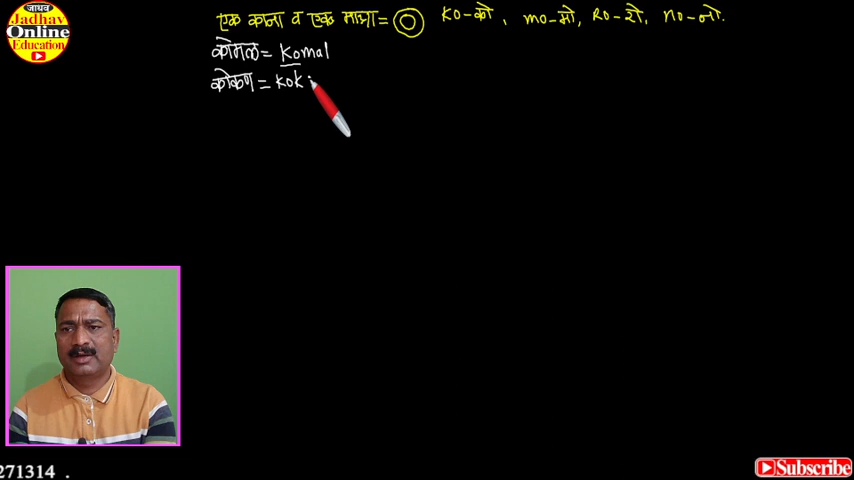 जाधव
Jadhav
Online
Education
एक काना व एक मात्रा = O Ko-को, mo-मो, Ro-रो, no-नो.
कोमल = Komal
कोकण = Kok
271314 .
Subscribe